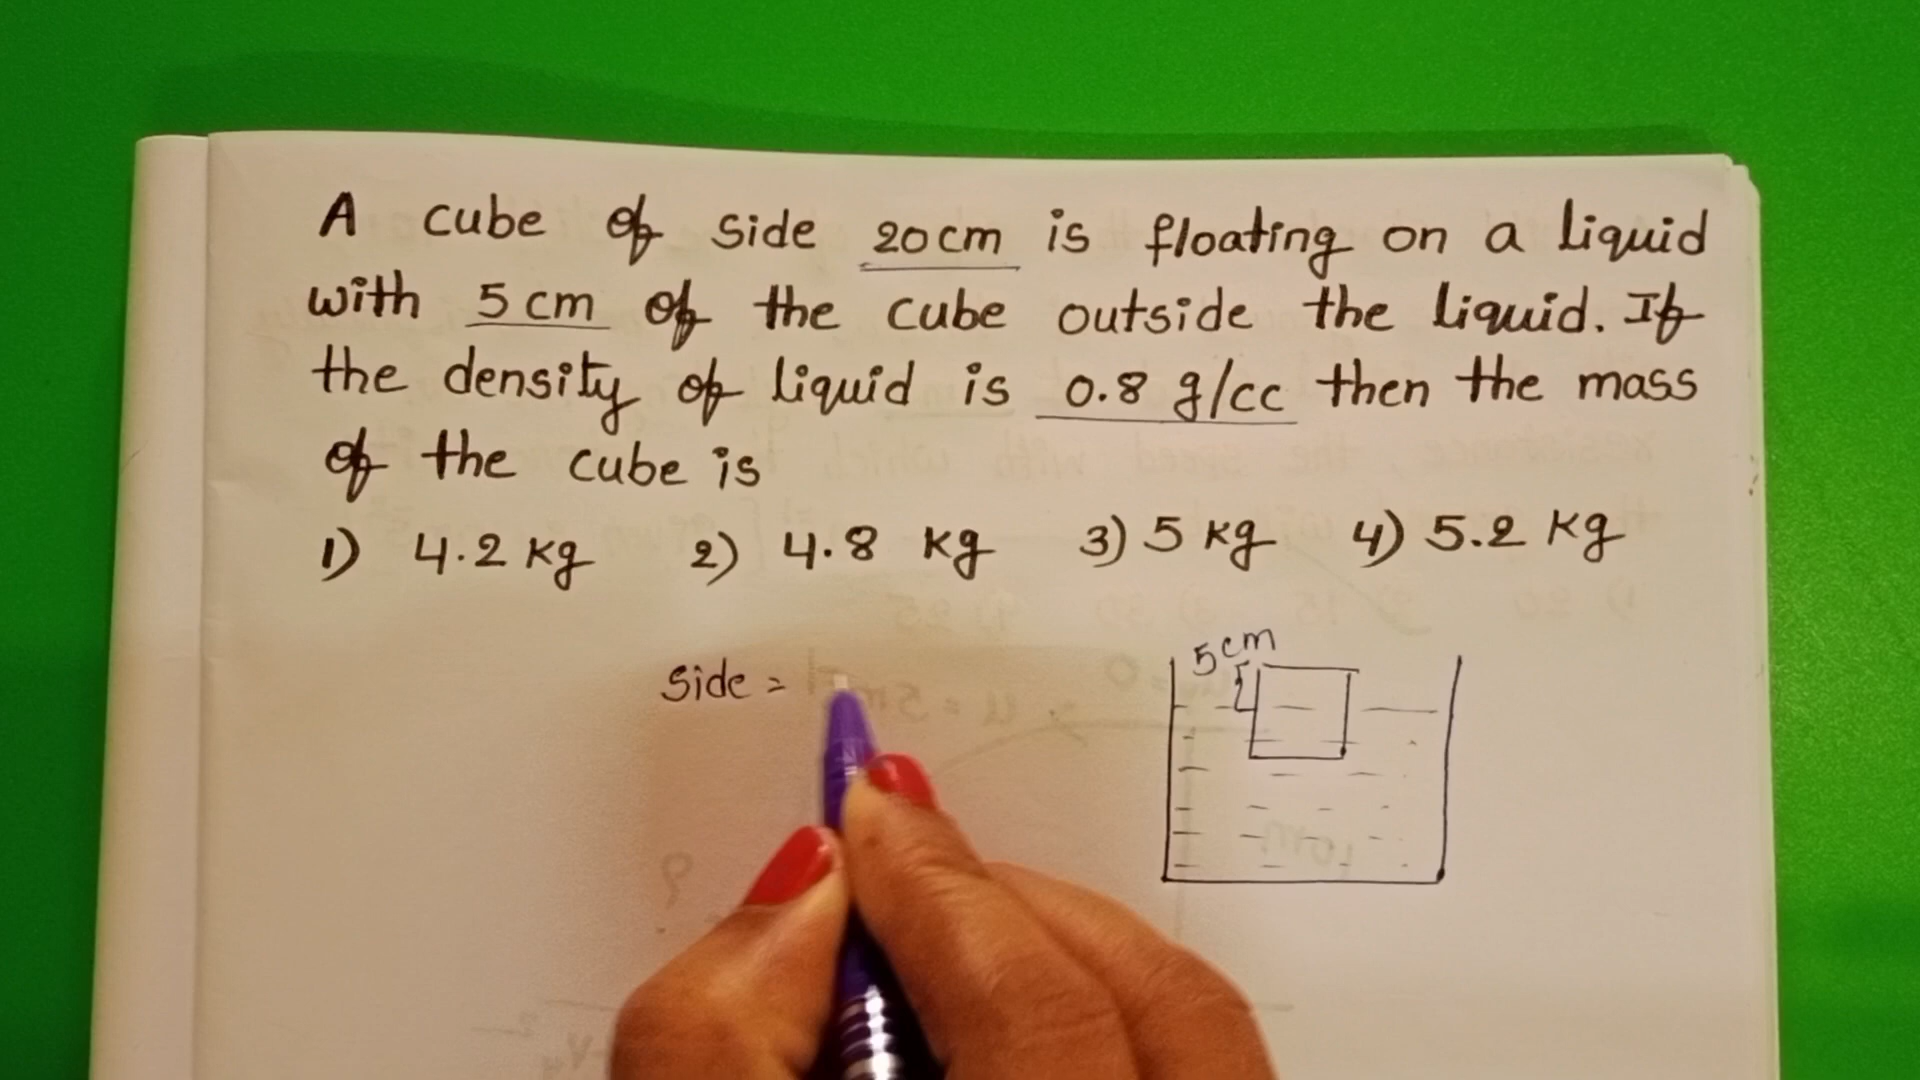 A cube of side 20cm is floating on a liquid
with 5cm of the cube outside the liquid. If
the density of liquid is 0.8 g/cc then the mass
of the cube is
1) 4.2 kg 2) 4.8 kg 3) 5 kg 4) 5.2 kg
5cm
Side =